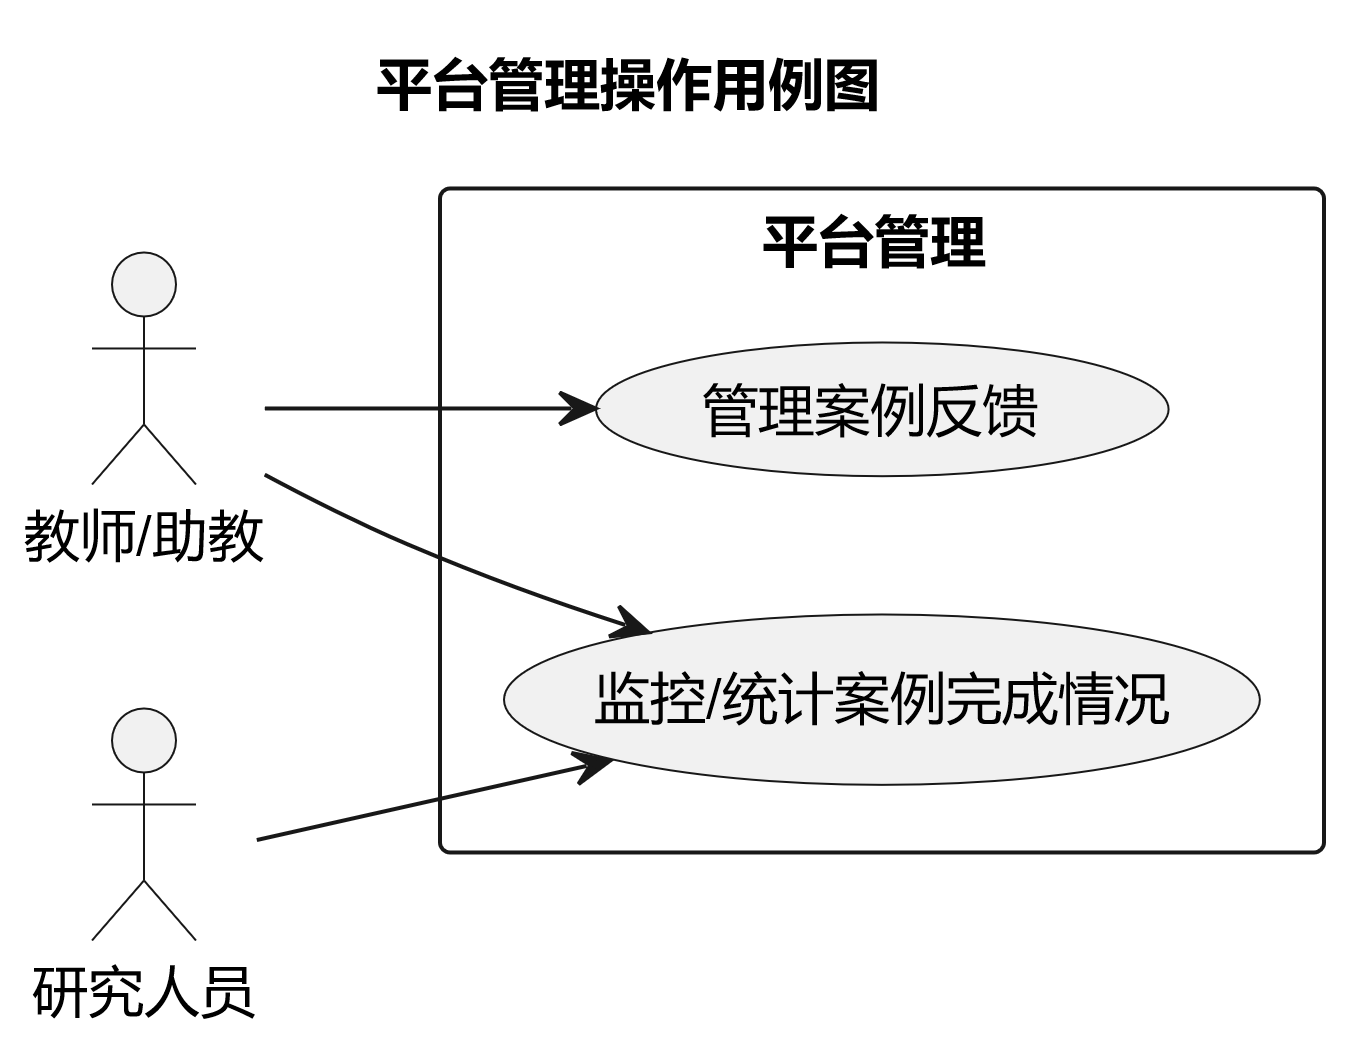 平台管理操作用例图
平台管理
管理案例反馈
教师/助教
监控/统计案例完成情况
研究人员